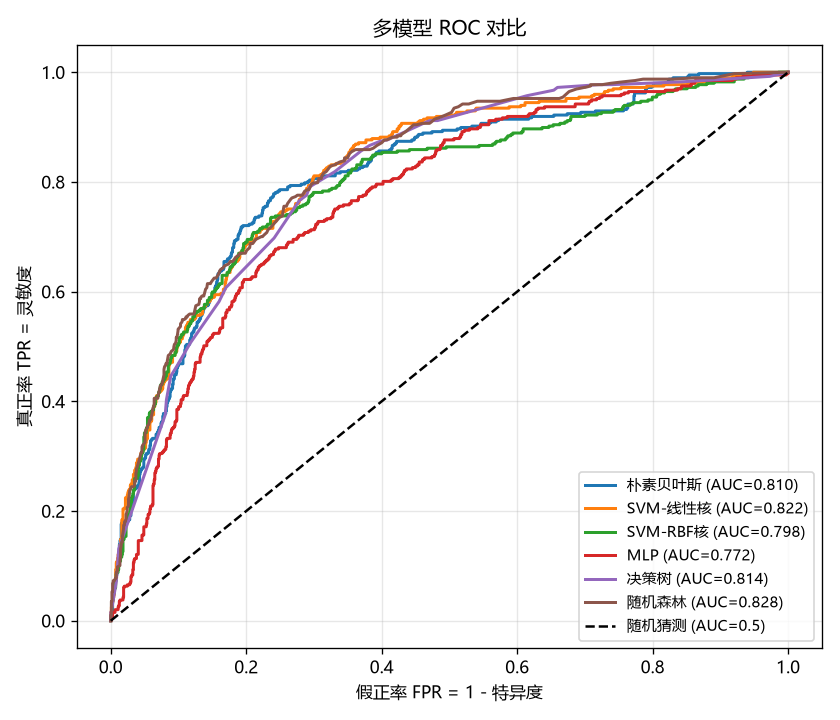 多模型 ROC 对比
1.0
0.8
0.6
0.4
0.2
0.0
真正率 TPR = 灵敏度
朴素贝叶斯 (AUC=0.810)
SVM-线性核 (AUC=0.822)
SVM-RBF核 (AUC=0.798)
MLP (AUC=0.772)
决策树 (AUC=0.814)
随机森林 (AUC=0.828)
随机猜测 (AUC=0.5)
0.0 0.2 0.4 0.6 0.8 1.0
假正率 FPR = 1 - 特异度